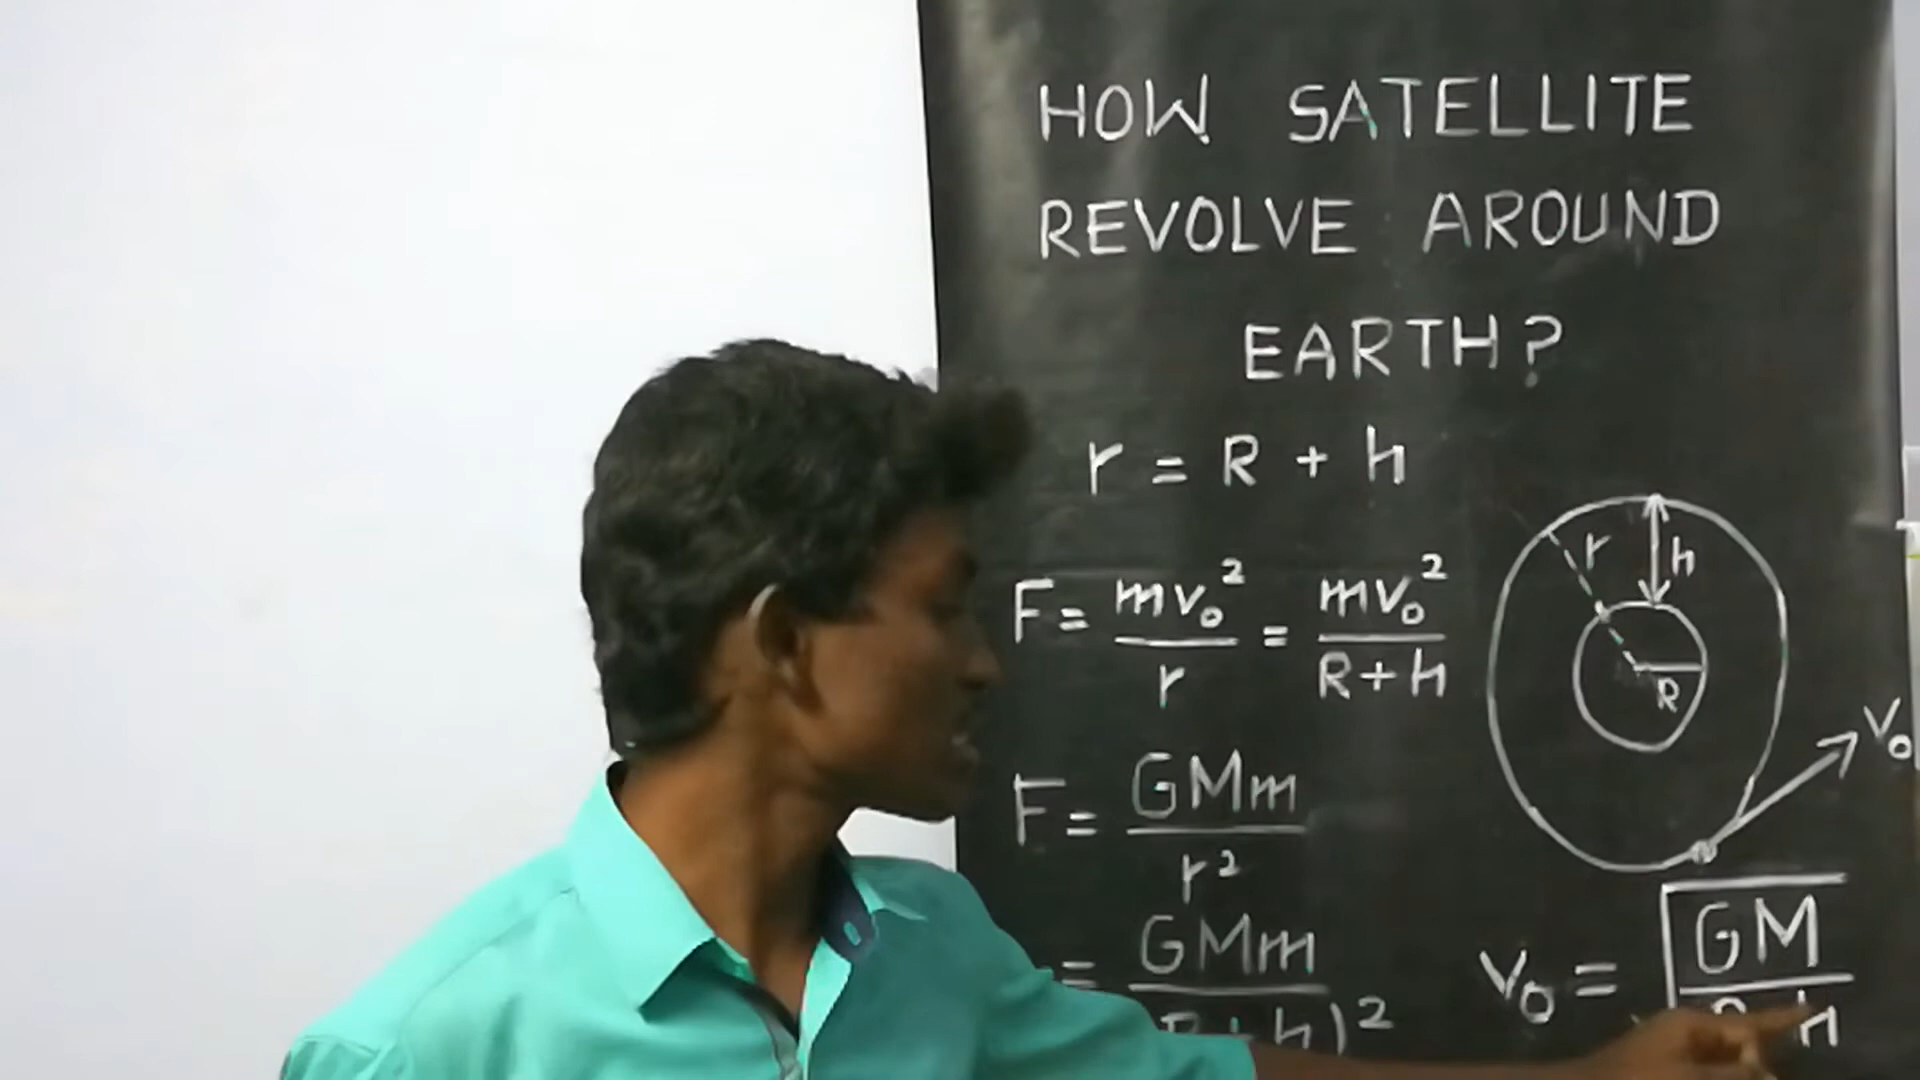 HOW SATELLITE
REVOLVE AROUND
EARTH?
r = R + h
F = mv₀²/r = mv₀²/R+h
F = GMm/r²
= GMm/(R+h)²
r
h
R
V₀
V₀ = √GM/R+h